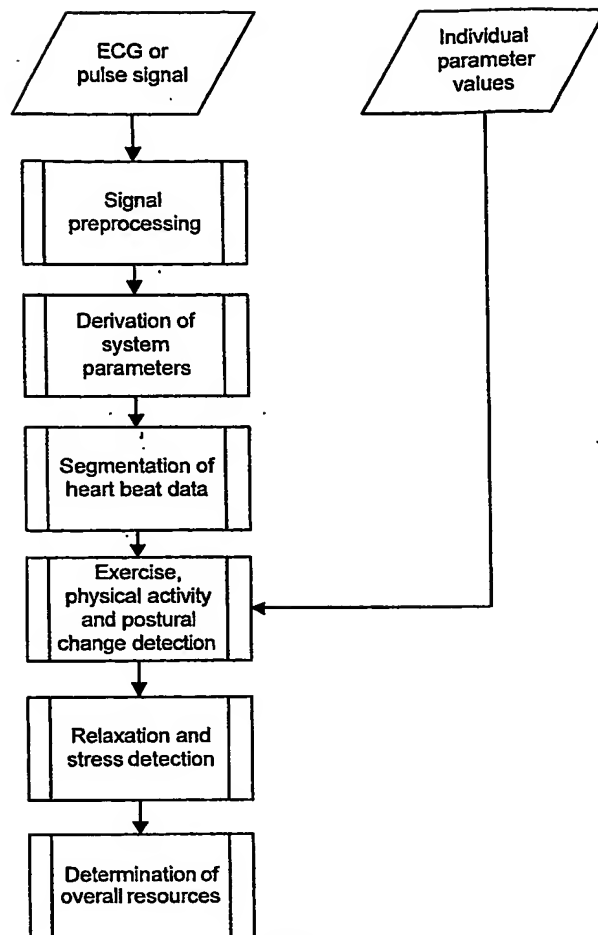 ECG or
pulse signal
Individual
parameter
values
Signal
preprocessing
Derivation of
system
parameters
Segmentation of
heart beat data
Exercise,
physical activity
and postural
change detection
Relaxation and
stress detection
Determination of
overall resources